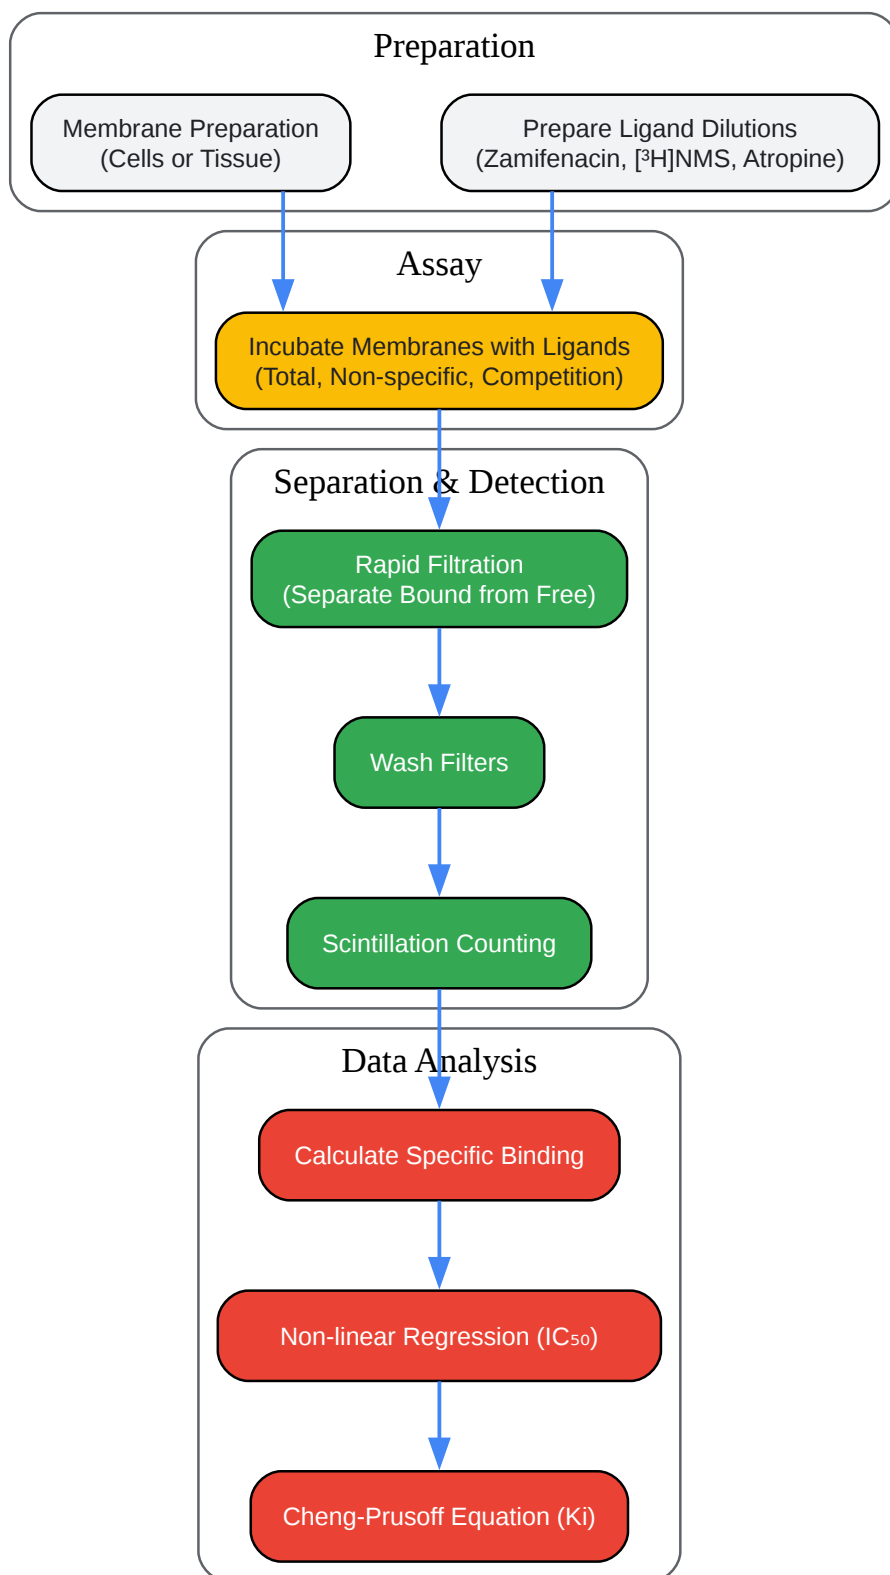 Preparation
Membrane Preparation
(Cells or Tissue)
Prepare Ligand Dilutions
(Zamifenacin, [³H]NMS, Atropine)
Assay
Incubate Membranes with Ligands
(Total, Non-specific, Competition)
Separation & Detection
Rapid Filtration
(Separate Bound from Free)
Wash Filters
Scintillation Counting
Data Analysis
Calculate Specific Binding
Non-linear Regression (IC₅₀)
Cheng-Prusoff Equation (Ki)